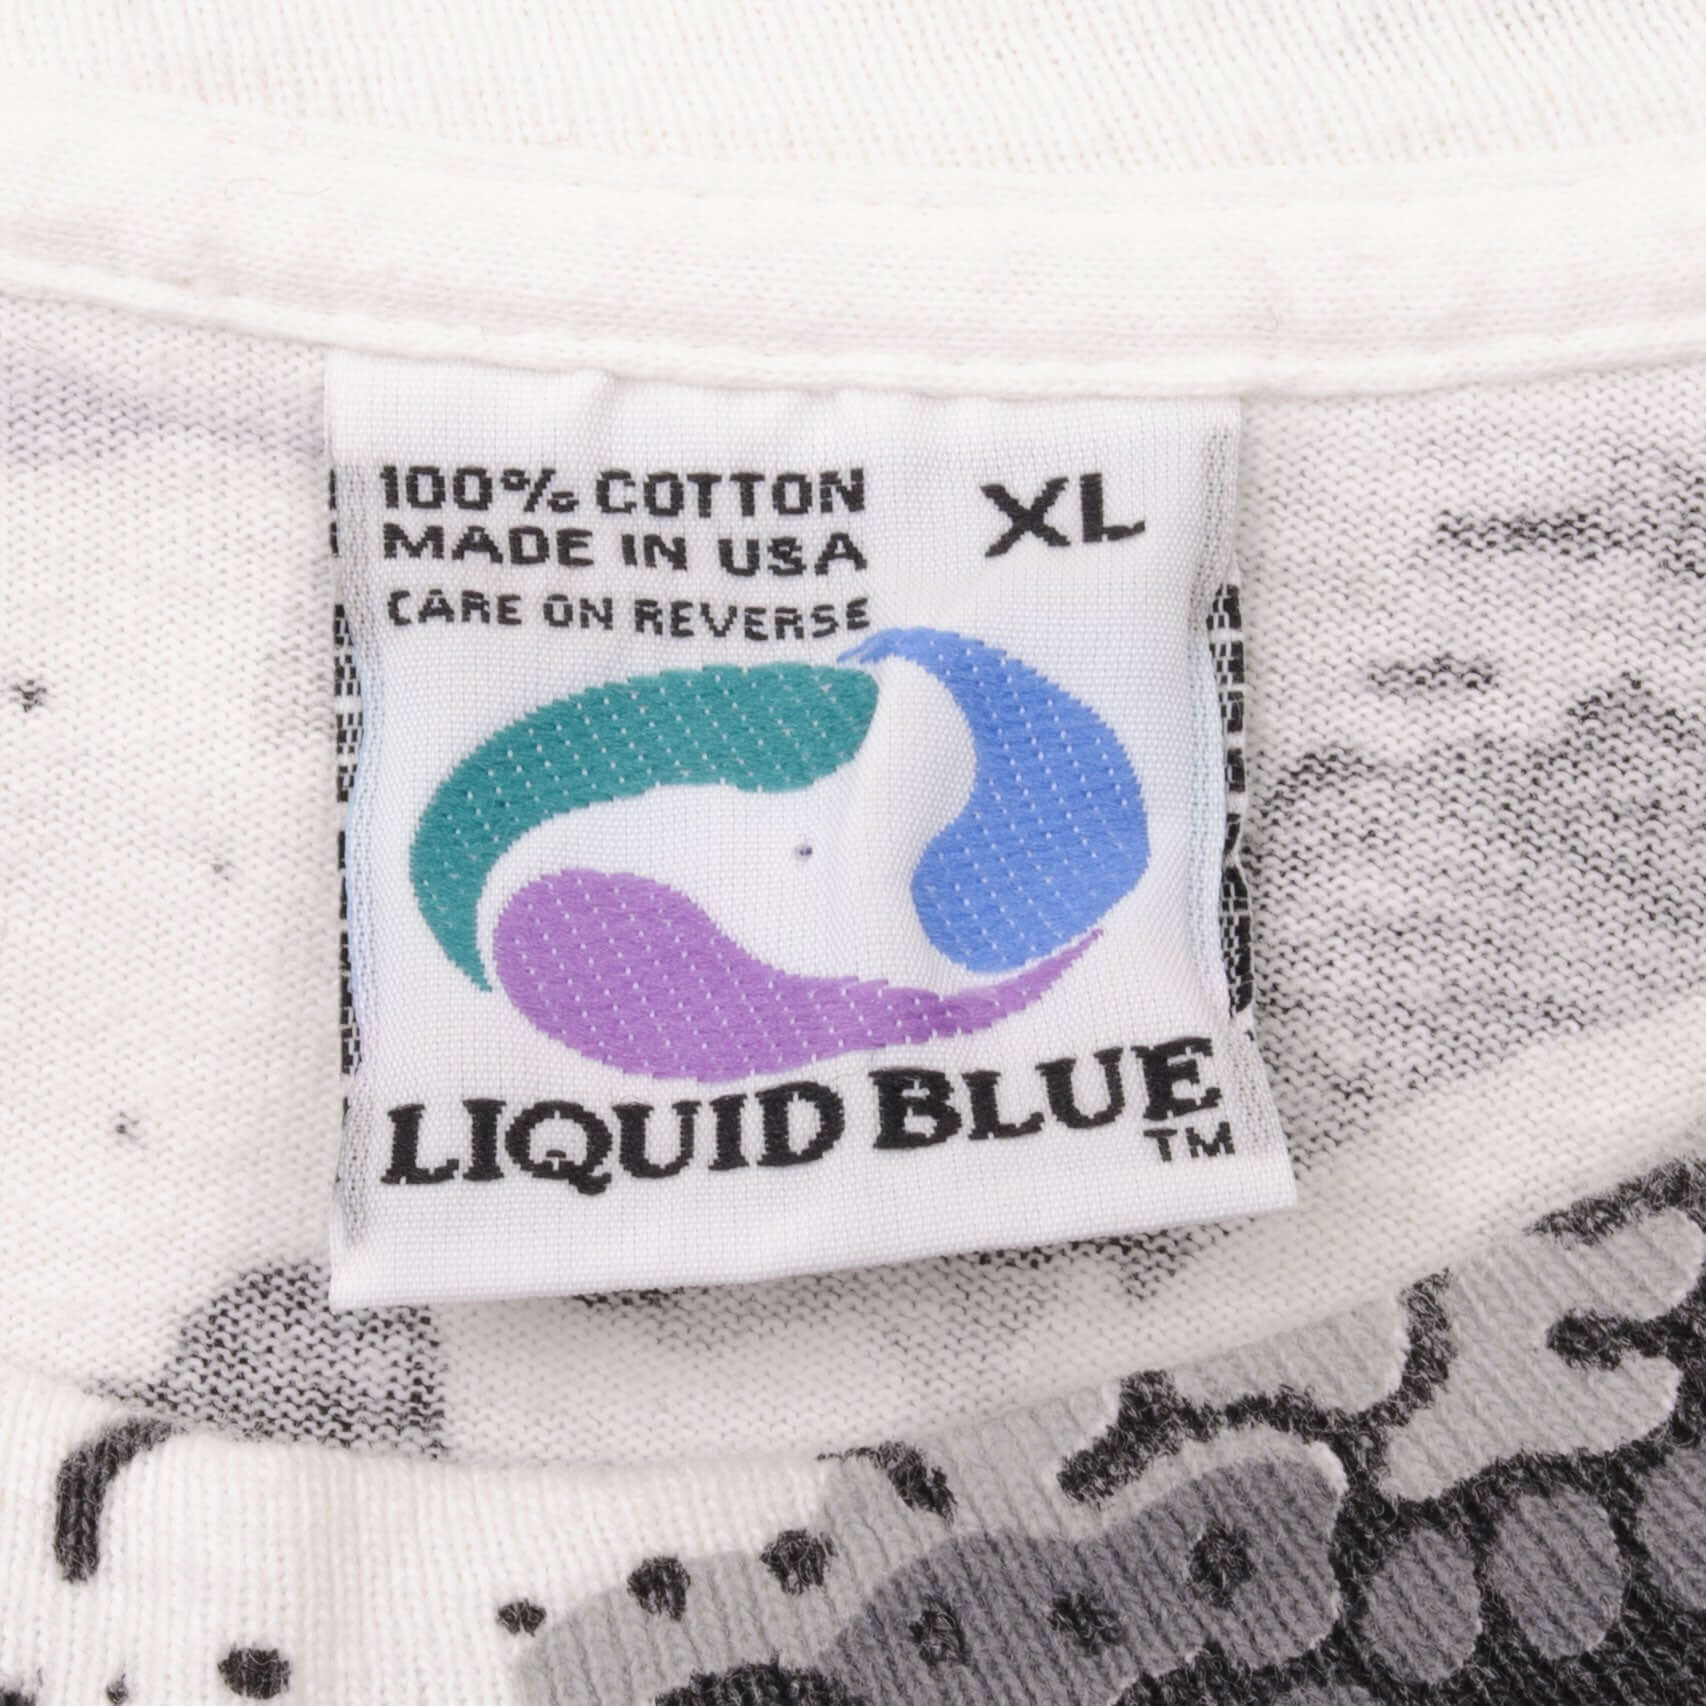 100% COTTON XL
MADE IN USA
CARE ON REVERSE
LIQUID BLUE
TM